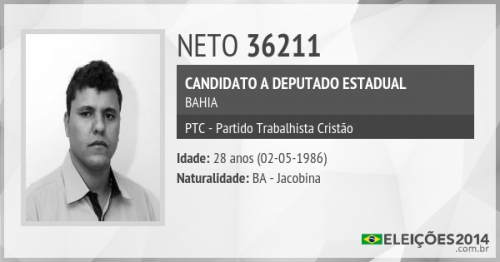 NETO 36211
CANDIDATO A DEPUTADO ESTADUAL
BAHIA
PTC - Partido Trabalhista Cristão
Idade: 28 anos (02-05-1986)
Naturalidade: BA - Jacobina
ELEIÇÕES2014
.com.br